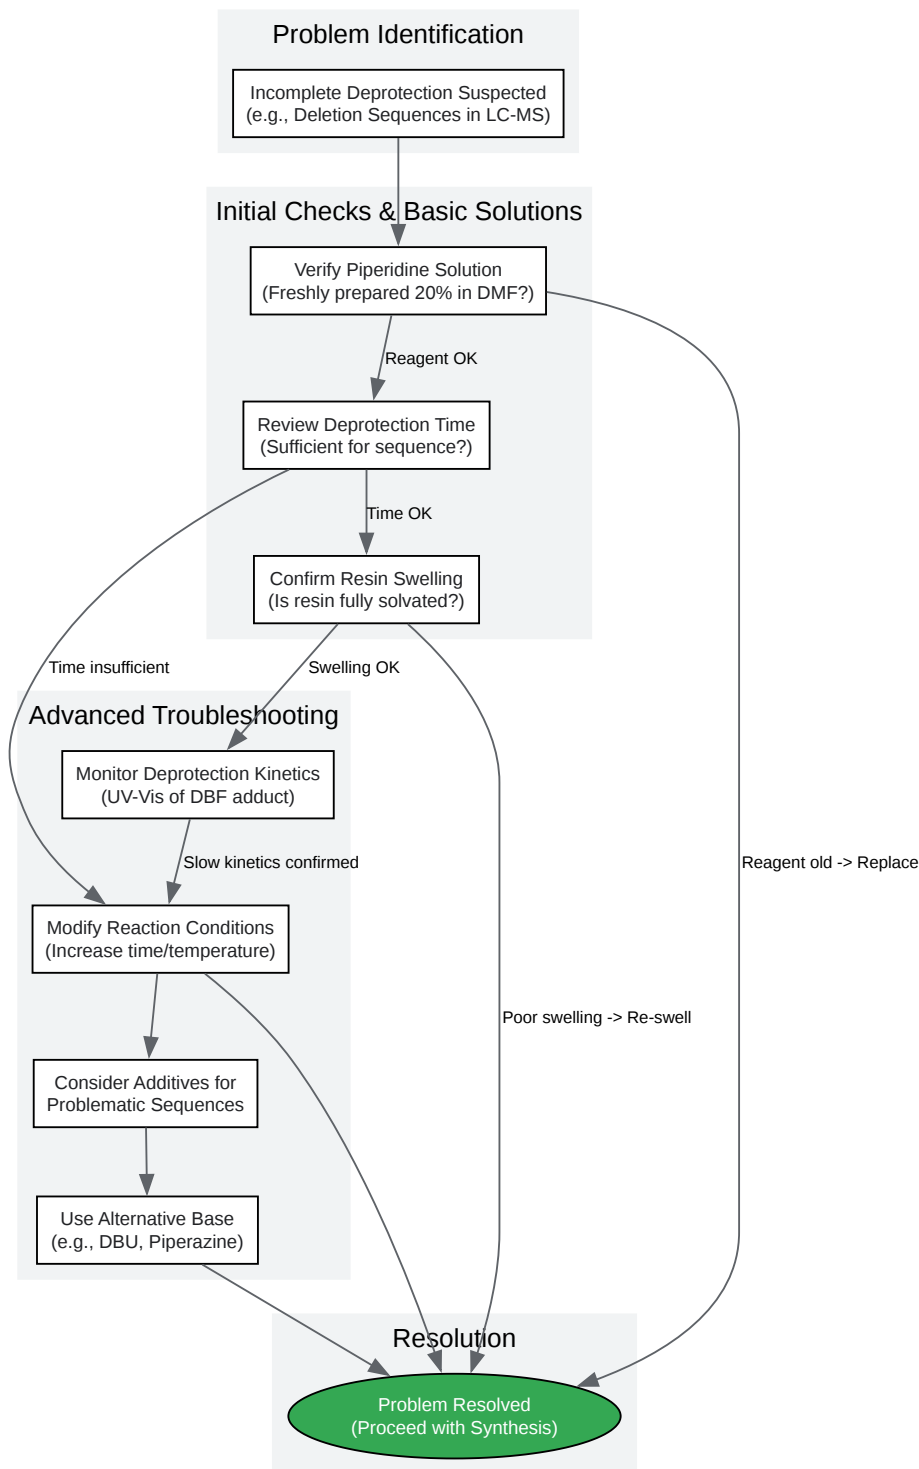 Problem Identification
Incomplete Deprotection Suspected
(e.g., Deletion Sequences in LC-MS)
Initial Checks & Basic Solutions
Verify Piperidine Solution
(Freshly prepared 20% in DMF?)
Reagent OK
Review Deprotection Time
(Sufficient for sequence?)
Time OK
Confirm Resin Swelling
(Is resin fully solvated?)
Time insufficient
Swelling OK
Advanced Troubleshooting
Monitor Deprotection Kinetics
(UV-Vis of DBF adduct)
Slow kinetics confirmed
Reagent old -> Replace
Modify Reaction Conditions
(Increase time/temperature)
Poor swelling -> Re-swell
Consider Additives for
Problematic Sequences
Use Alternative Base
(e.g., DBU, Piperazine)
Resolution
Problem Resolved
(Proceed with Synthesis)